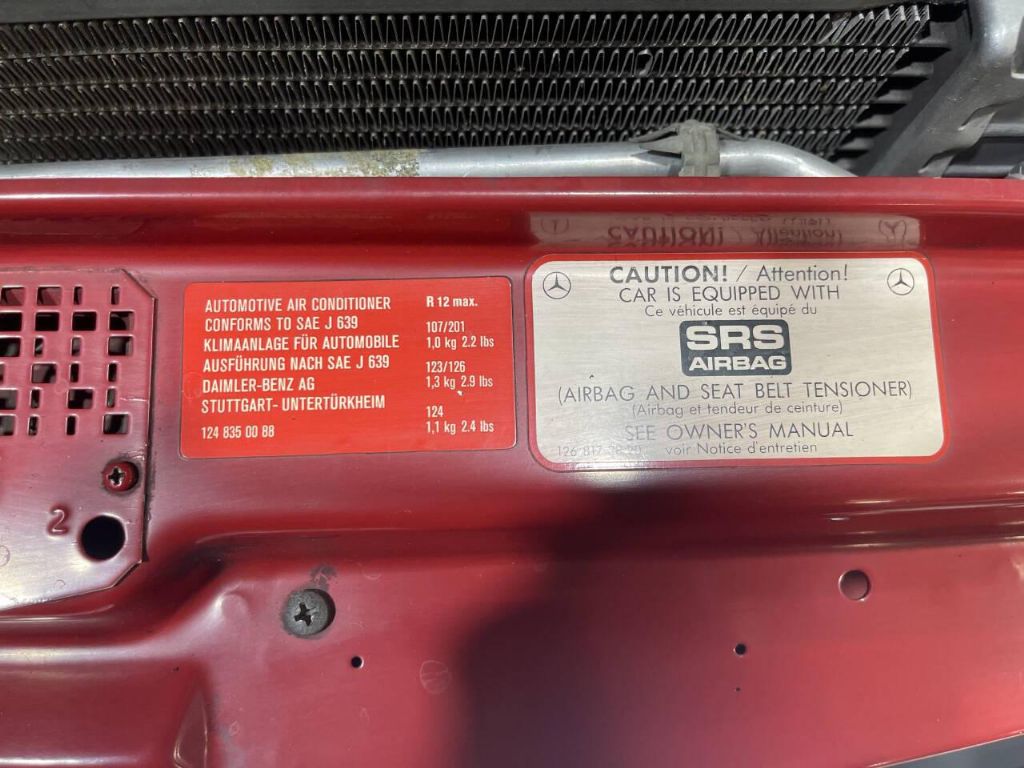 AUTOMOTIVE AIR CONDITIONER
CONFORMS TO SAE J 639
KLIMAANLAGE FÜR AUTOMOBILE
AUSFÜHRUNG NACH SAE J 639
DAIMLER-BENZ AG
STUTTGART- UNTERTÜRKHEIM
124 835 00 88
R 12 max.
107/201
1,0 kg 2.2 lbs
123/126
1,3 kg 2.9 lbs
124
1,1 kg 2.4 lbs
CAUTION! / Attention!
CAR IS EQUIPPED WITH
Ce véhicule est équipé du
SRS
AIRBAG
(AIRBAG AND SEAT BELT TENSIONER)
(Airbag et tendeur de ceinture)
SEE OWNER'S MANUAL
126 817 20 voir Notice d'entretien
2